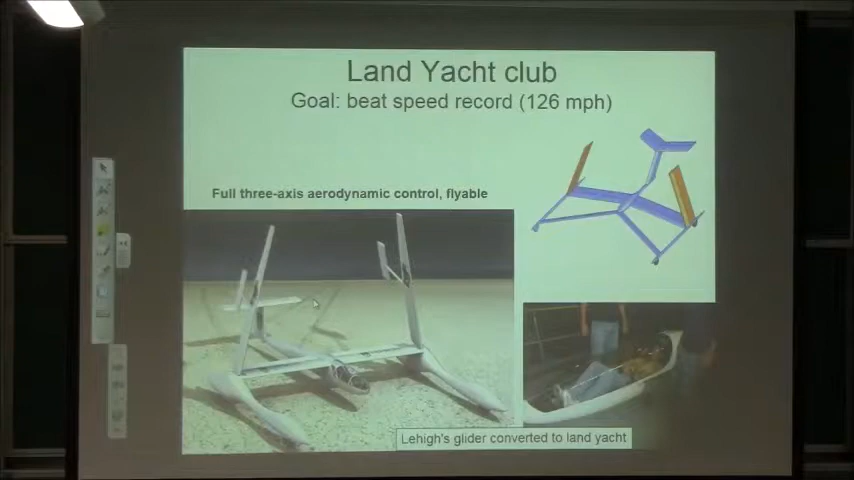 Land Yacht club
Goal: beat speed record (126 mph)
Full three-axis aerodynamic control, flyable
Lehigh's glider converted to land yacht